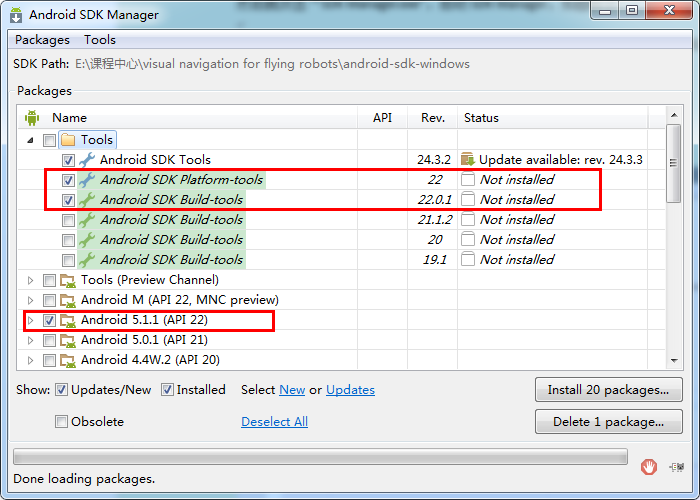 Android SDK Manager
Packages Tools
SDK Path: E:\课程中心\visual navigation for flying robots\android-sdk-windows
Packages
Name API Rev. Status
Tools
Android SDK Tools 24.3.2 Update available: rev. 24.3.3
Android SDK Platform-tools 22 Not installed
Android SDK Build-tools 22.0.1 Not installed
Android SDK Build-tools 21.1.2 Not installed
Android SDK Build-tools 20 Not installed
Android SDK Build-tools 19.1 Not installed
Tools (Preview Channel)
Android M (API 22, MNC preview)
Android 5.1.1 (API 22)
Android 5.0.1 (API 21)
Android 4.4W.2 (API 20)
Show: Updates/New Installed Select New or Updates Install 20 packages...
Obsolete Deselect All Delete 1 package...
Done loading packages.